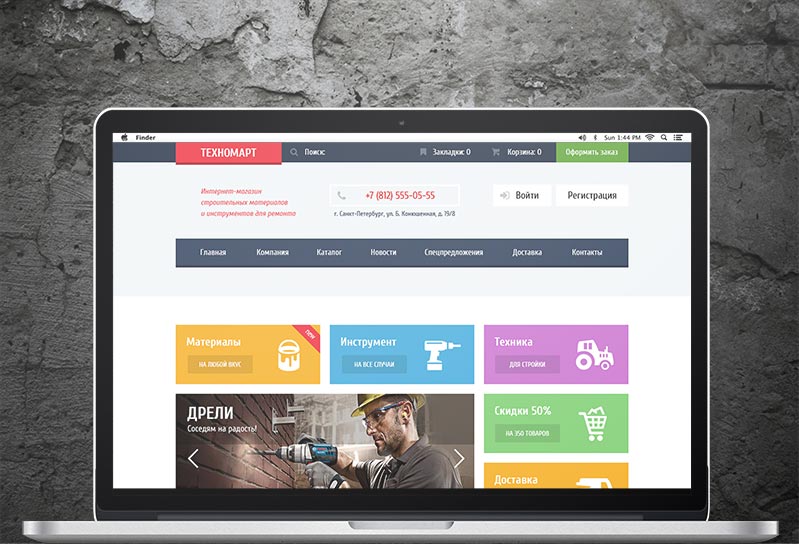 Finder
Sun 1:44 PM
ТЕХНОМАРТ
Поиск:
Закладки: 0
Корзина: 0
Оформить заказ
Интернет-магазин
строительных материалов
и инструментов для ремонта
+7 (812) 555-05-55
г. Санкт-Петербург, ул. Б. Конюшенная, д. 19/8
Войти
Регистрация
Главная
Компания
Каталог
Новости
Спецпредложения
Доставка
Контакты
Материалы
НА ЛЮБОЙ ВКУС
new
Инструмент
НА ВСЕ СЛУЧАИ
Техника
ДЛЯ СТРОЙКИ
ДРЕЛИ
Соседям на радость!
Скидки 50%
НА 350 ТОВАРОВ
Доставка